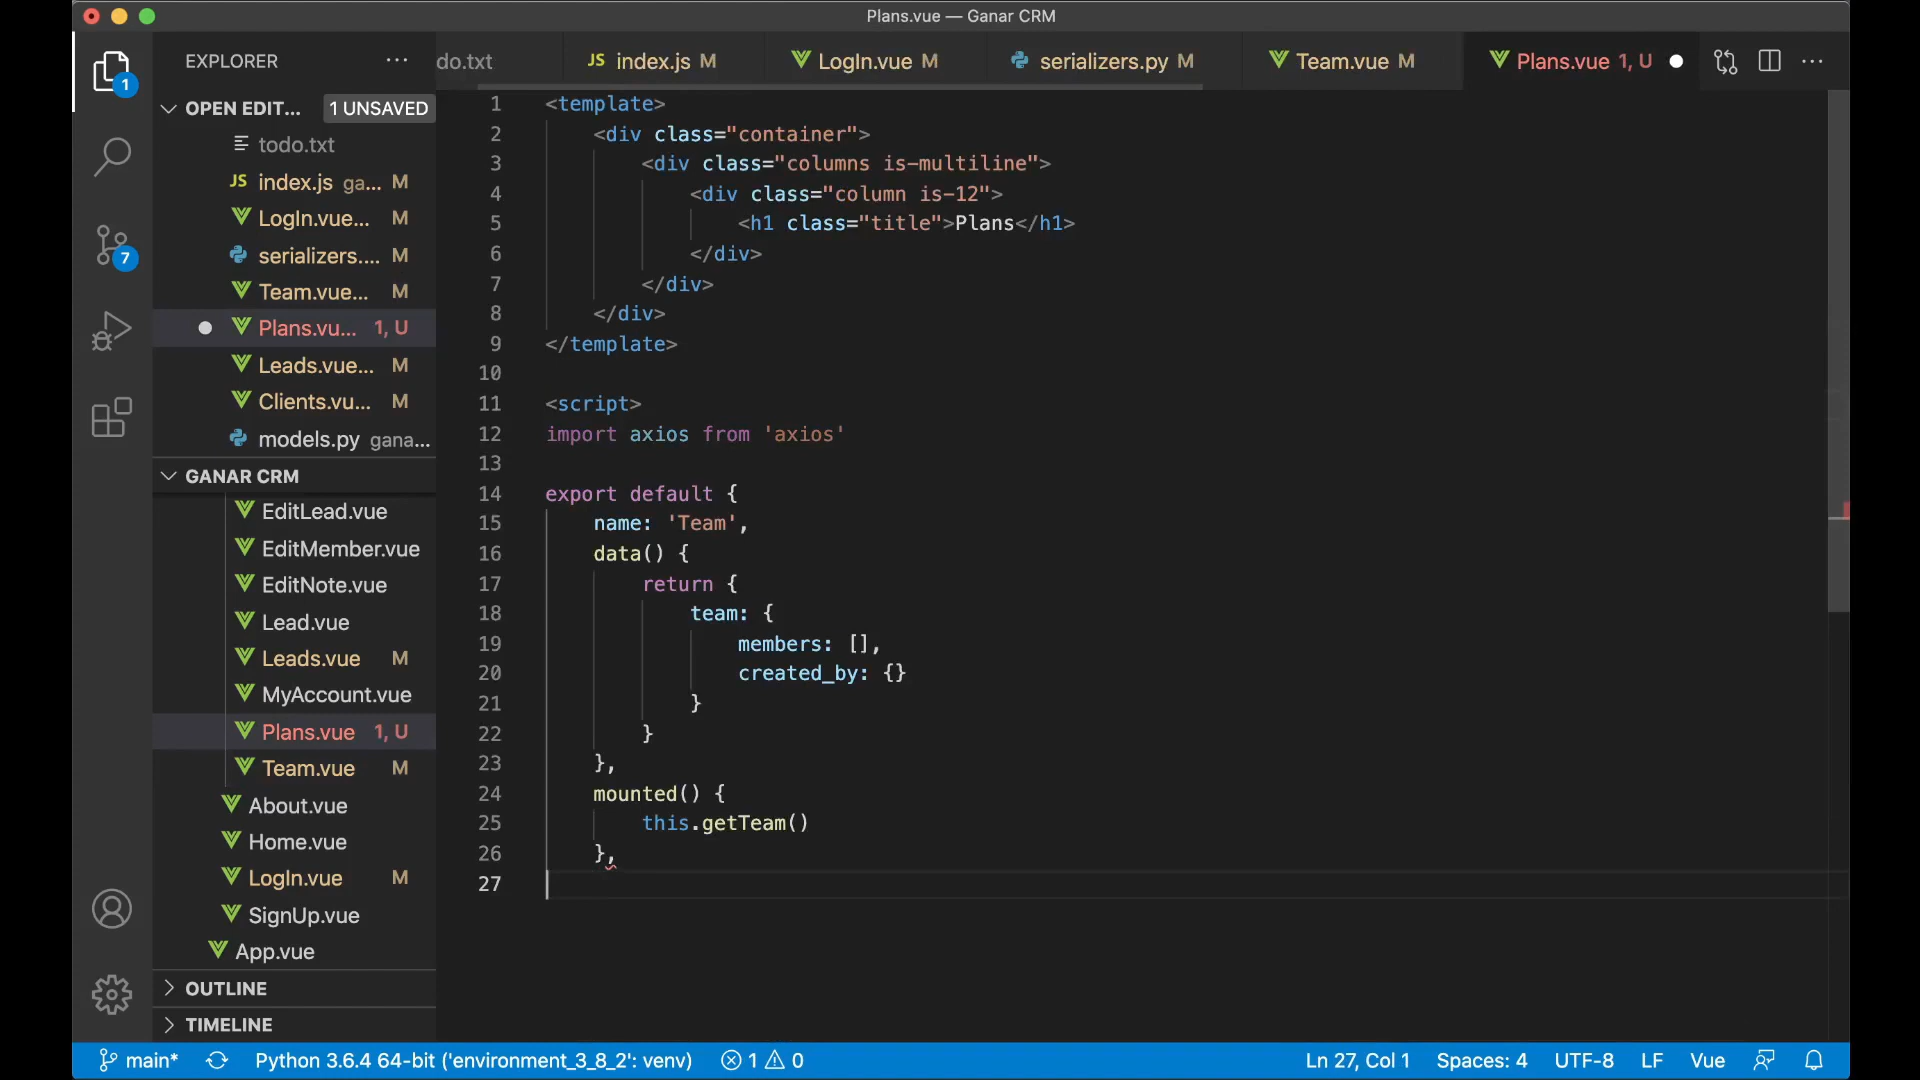 Plans.vue — Ganar CRM
EXPLORER
do.txt
JS index.js M
LogIn.vue M
serializers.py M
Team.vue M
Plans.vue 1, U
OPEN EDIT... 1 UNSAVED
todo.txt
JS index.js ga... M
LogIn.vue... M
serializers.... M
Team.vue... M
Plans.vu... 1, U
Leads.vue... M
Clients.vu... M
models.py gana...
GANAR CRM
EditLead.vue
EditMember.vue
EditNote.vue
Lead.vue
Leads.vue M
MyAccount.vue
Plans.vue 1, U
Team.vue M
About.vue
Home.vue
LogIn.vue M
SignUp.vue
App.vue
OUTLINE
TIMELINE
1
7
1 <template>
2 <div class="container">
3 <div class="columns is-multiline">
4 <div class="column is-12">
5 <h1 class="title">Plans</h1>
6 </div>
7 </div>
8 </div>
9 </template>
10
11 <script>
12 import axios from 'axios'
13
14 export default {
15 name: 'Team',
16 data() {
17 return {
18 team: {
19 members: [],
20 created_by: {}
21 }
22 }
23 },
24 mounted() {
25 this.getTeam()
26 },
27
main* Python 3.6.4 64-bit ('environment_3_8_2': venv) 1 0 Ln 27, Col 1 Spaces: 4 UTF-8 LF Vue